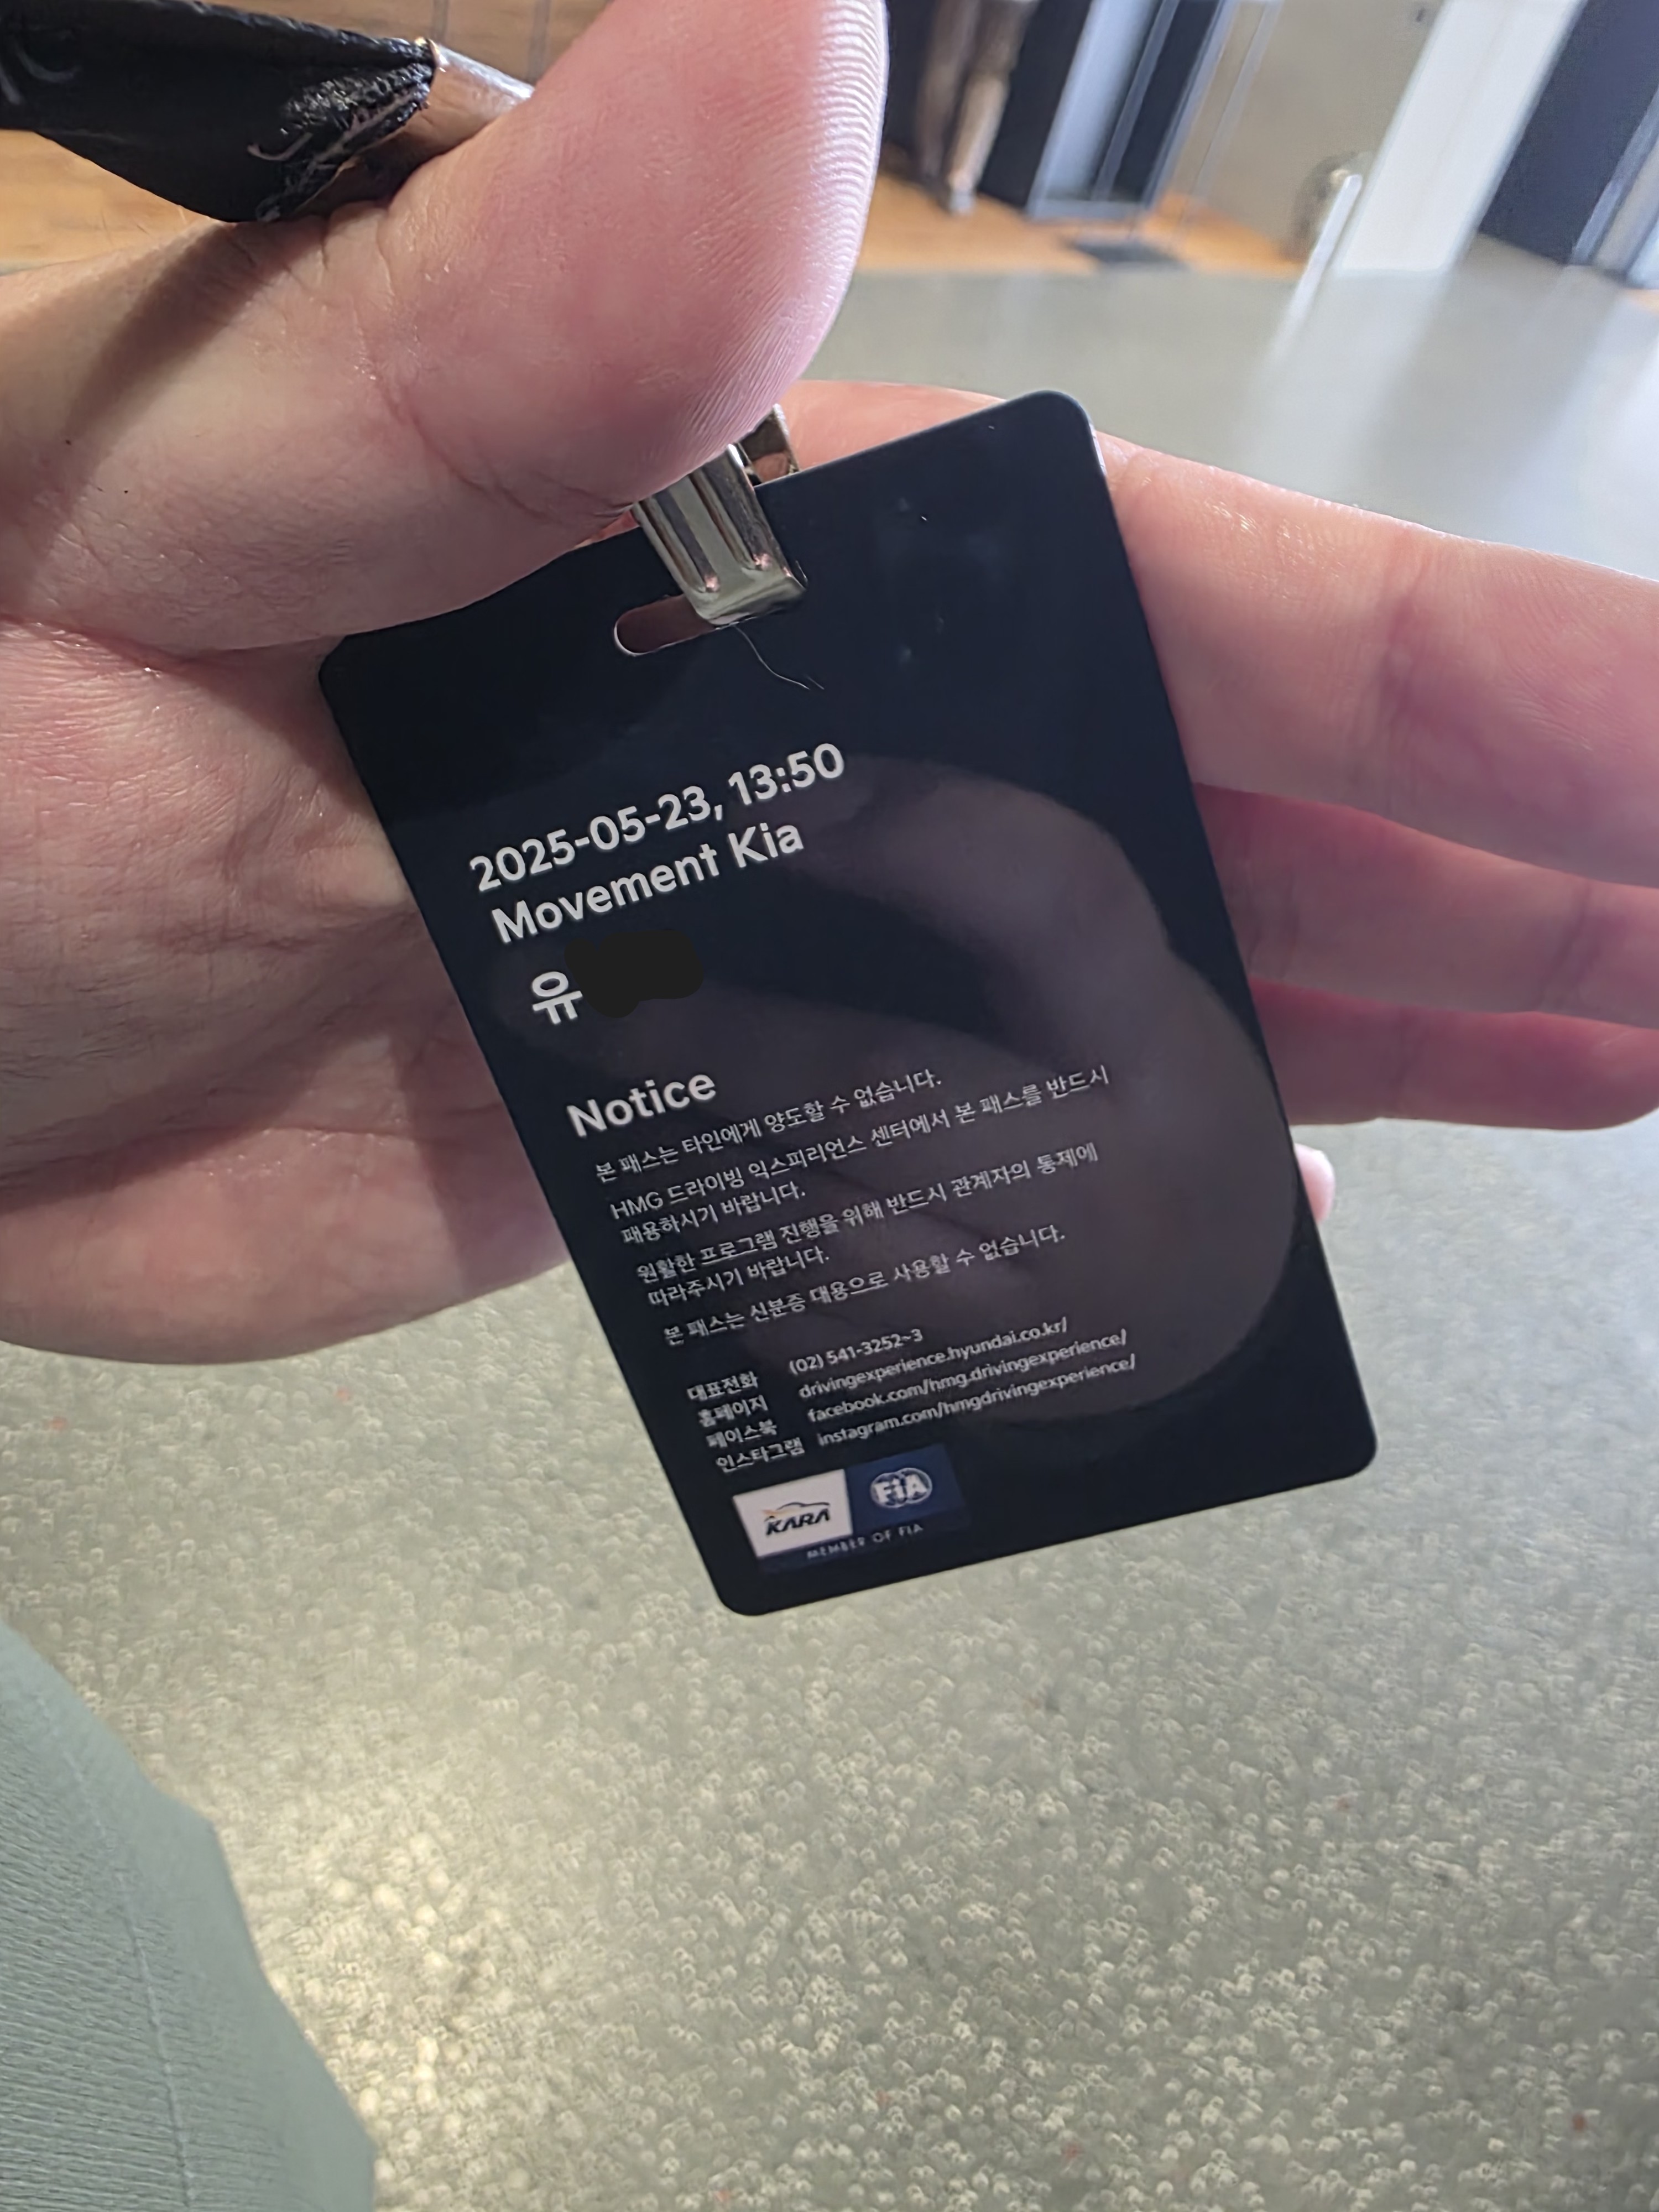 2025-05-23, 13:50
Movement Kia
유
Notice
본 패스는 타인에게 양도할 수 없습니다.
HMG 드라이빙 익스피리언스 센터에서 본 패스를 반드시
패용하시기 바랍니다.
원활한 프로그램 진행을 위해 반드시 관계자의 통제에
따라주시기 바랍니다.
본 패스는 신분증 대용으로 사용할 수 없습니다.
대표전화 (02) 541-3252~3
홈페이지 drivingexperience.hyundai.co.kr/
페이스북 facebook.com/hmg.drivingexperience/
인스타그램 instagram.com/hmgdrivingexperience/
KARA FIA
MEMBER OF FIA